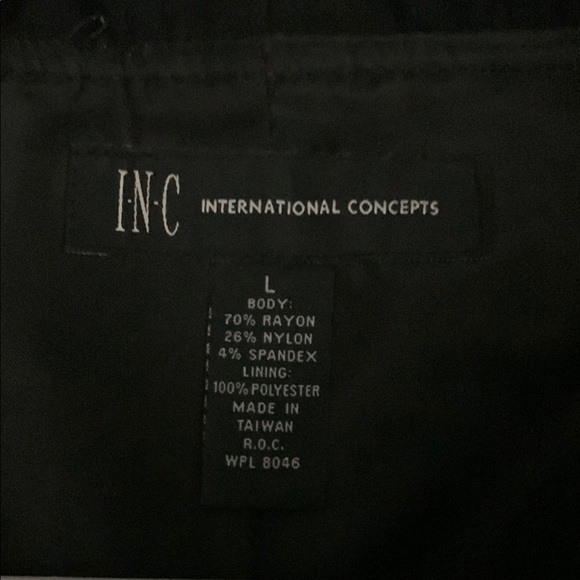 I·N·C INTERNATIONAL CONCEPTS
L
BODY:
70% RAYON
26% NYLON
4% SPANDEX
LINING:
100% POLYESTER
MADE IN
TAIWAN
R.O.C.
WPL 8046